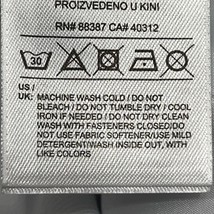 PROIZVEDENO U KINI
RN# 88387 CA# 40312
30
US /
UK: MACHINE WASH COLD / DO NOT
BLEACH / DO NOT TUMBLE DRY / COOL
IRON IF NEEDED / DO NOT DRY CLEAN
WASH WITH FASTENERS CLOSED/DO
NOT USE FABRIC SOFTENER/USE MILD
DETERGENT/WASH INSIDE OUT, WITH
LIKE COLORS